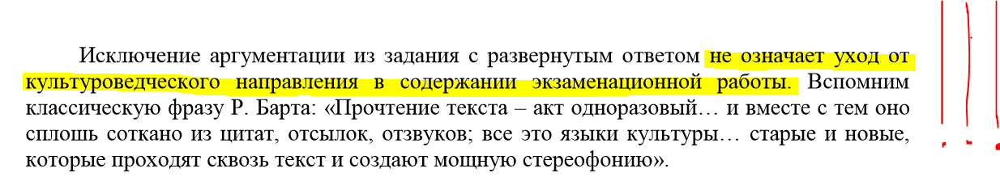 Исключение аргументации из задания с развернутым ответом не означает уход от
культуроведческого направления в содержании экзаменационной работы. Вспомним
классическую фразу Р. Барта: «Прочтение текста – акт одноразовый… и вместе с тем оно
сплошь соткано из цитат, отсылок, отзвуков; все это языки культуры… старые и новые,
которые проходят сквозь текст и создают мощную стереофонию».